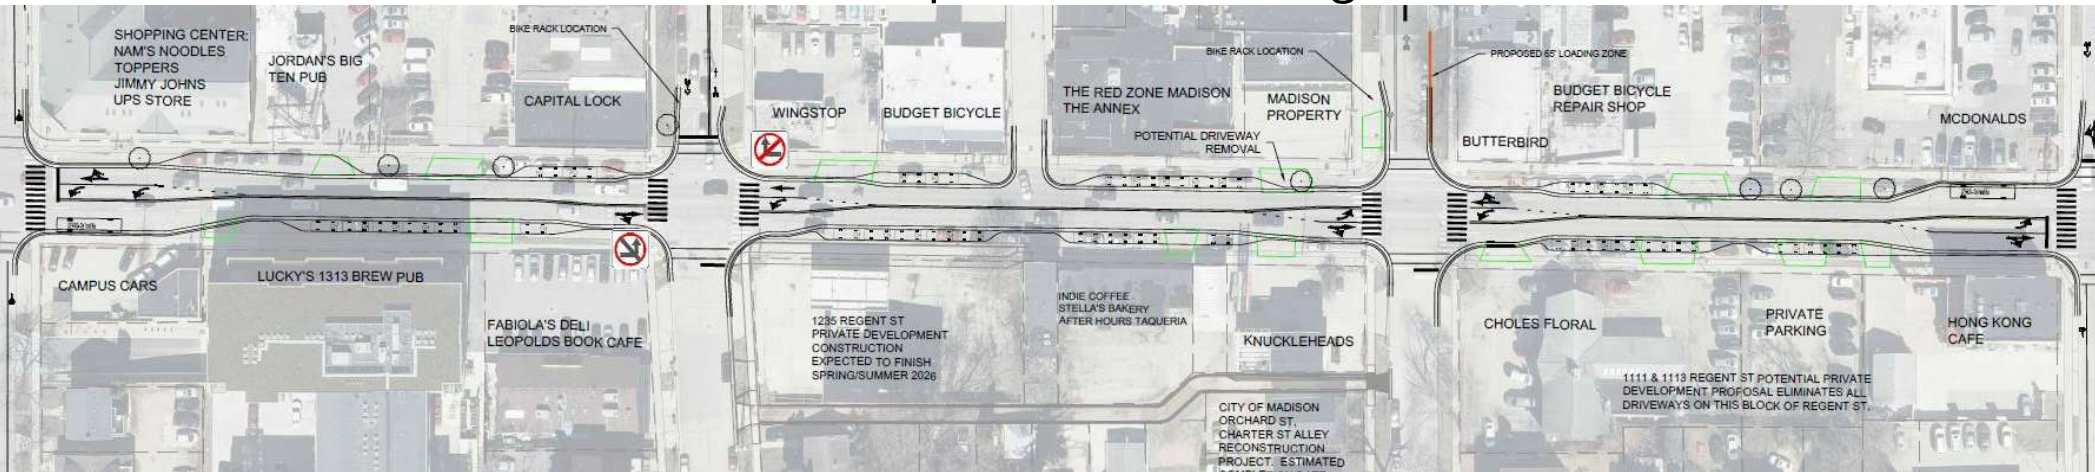 SHOPPING CENTER:
NAM'S NOODLES
TOPPERS
JIMMY JOHNS
UPS STORE
JORDAN'S BIG
TEN PUB
BIKE RACK LOCATION
CAPITAL LOCK
WINGSTOP
BUDGET BICYCLE
THE RED ZONE MADISON
THE ANNEX
BIKE RACK LOCATION
MADISON
PROPERTY
POTENTIAL DRIVEWAY
REMOVAL
PROPOSED 65' LOADING ZONE
BUDGET BICYCLE
REPAIR SHOP
BUTTERBIRD
MCDONALDS
CAMPUS CARS
LUCKY'S 1313 BREW PUB
FABIOLA'S DELI
LEOPOLDS BOOK CAFE
1235 REGENT ST
PRIVATE DEVELOPMENT
CONSTRUCTION
EXPECTED TO FINISH
SPRING/SUMMER 2026
INDIE COFFEE
STELLA'S BAKERY
AFTER HOURS TAQUERIA
KNUCKLEHEADS
CITY OF MADISON
ORCHARD ST,
CHARTER ST ALLEY
RECONSTRUCTION
PROJECT. ESTIMATED
CHOLES FLORAL
PRIVATE
PARKING
HONG KONG
CAFE
1111 & 1113 REGENT ST POTENTIAL PRIVATE
DEVELOPMENT PROPOSAL ELIMINATES ALL
DRIVEWAYS ON THIS BLOCK OF REGENT ST.